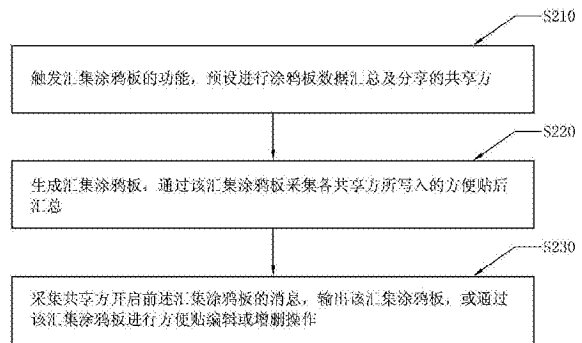 S210
触发汇集涂鸦板的功能，预设进行涂鸦板数据汇总及分享的共享方
S220
生成汇集涂鸦板，通过该汇集涂鸦板采集各共享方所写入的方便贴后
汇总
S230
采集共享方开启前述汇集涂鸦板的消息，输出该汇集涂鸦板，或通过
该汇集涂鸦板进行方便贴编辑或增删操作